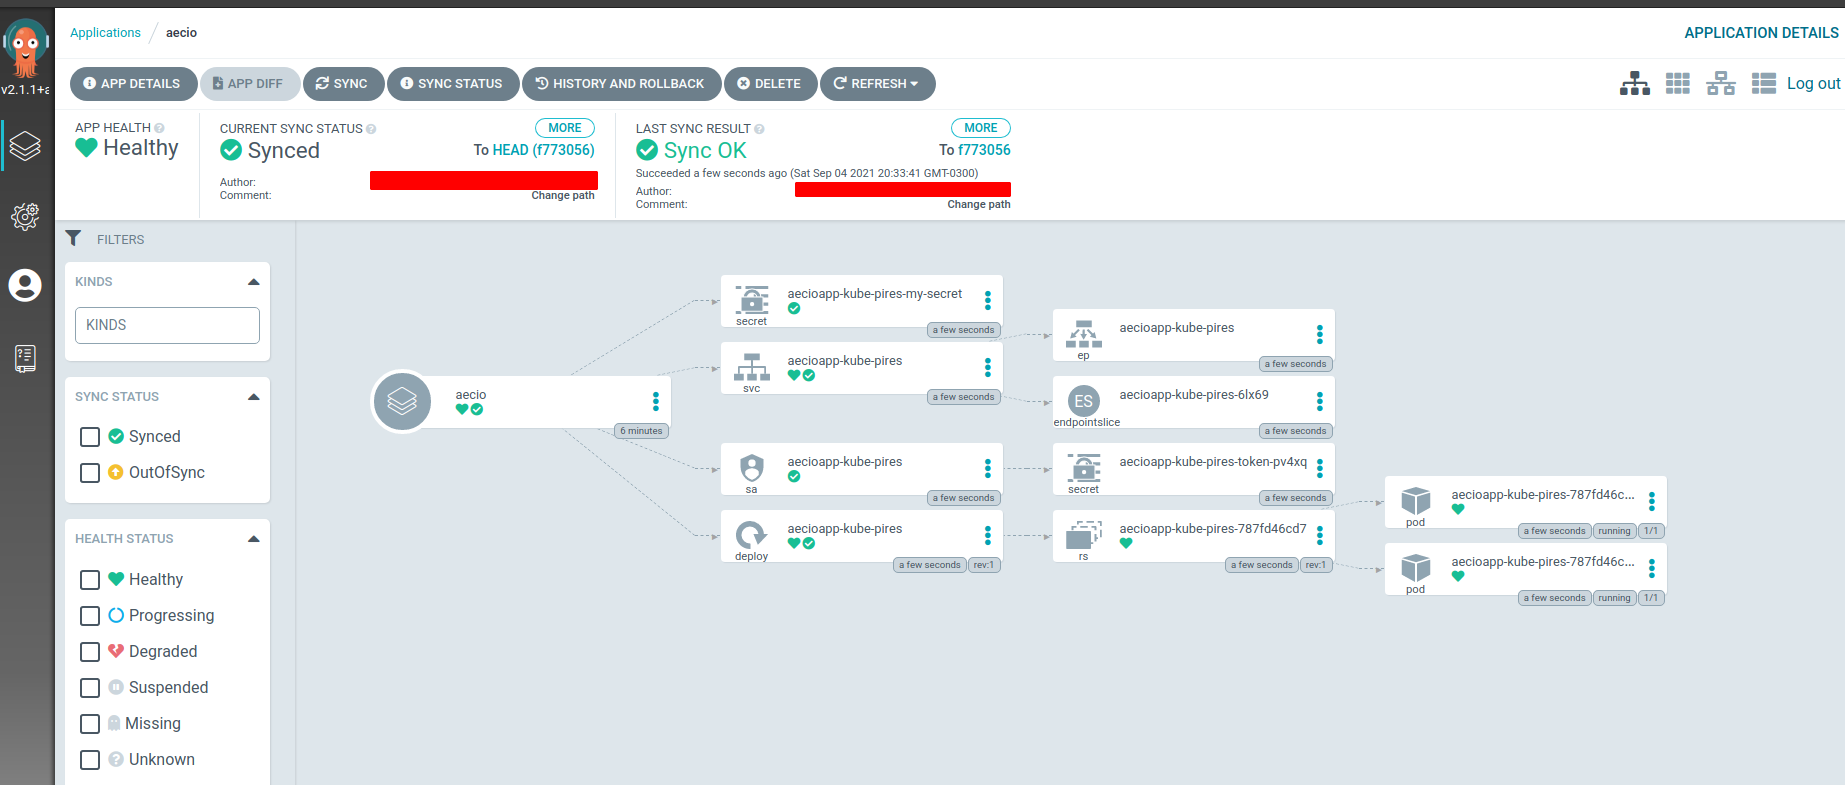 v2.1.1+a
Applications / aecio
APPLICATION DETAILS
APP DETAILS
APP DIFF
SYNC
SYNC STATUS
HISTORY AND ROLLBACK
DELETE
REFRESH
Log out
APP HEALTH
Healthy
CURRENT SYNC STATUS
MORE
Synced
To HEAD (f773056)
Author:
Comment:
Change path
LAST SYNC RESULT
MORE
Sync OK
To f773056
Succeeded a few seconds ago (Sat Sep 04 2021 20:33:41 GMT-0300)
Author:
Comment:
Change path
FILTERS
KINDS
KINDS
SYNC STATUS
Synced
OutOfSync
HEALTH STATUS
Healthy
Progressing
Degraded
Suspended
Missing
Unknown
aecio
6 minutes
aecioapp-kube-pires-my-secret
secret
a few seconds
aecioapp-kube-pires
svc
a few seconds
aecioapp-kube-pires
sa
a few seconds
aecioapp-kube-pires
deploy
a few seconds
rev:1
aecioapp-kube-pires
ep
a few seconds
ES
aecioapp-kube-pires-6lx69
endpointslice
a few seconds
aecioapp-kube-pires-token-pv4xq
secret
a few seconds
aecioapp-kube-pires-787fd46cd7
rs
a few seconds
rev:1
aecioapp-kube-pires-787fd46c...
pod
a few seconds
running
1/1
aecioapp-kube-pires-787fd46c...
pod
a few seconds
running
1/1